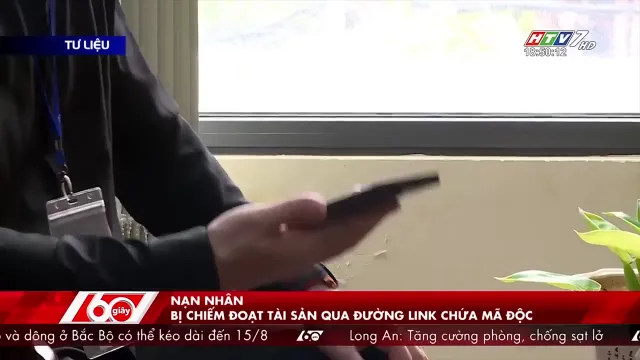 TƯ LIỆU
HTV7 HD
18:50:12
60 giây
NẠN NHÂN
BỊ CHIẾM ĐOẠT TÀI SẢN QUA ĐƯỜNG LINK CHỨA MÃ ĐỘC
và dông ở Bắc Bộ có thể kéo dài đến 15/8 60 Long An: Tăng cường phòng, chống sạt lở